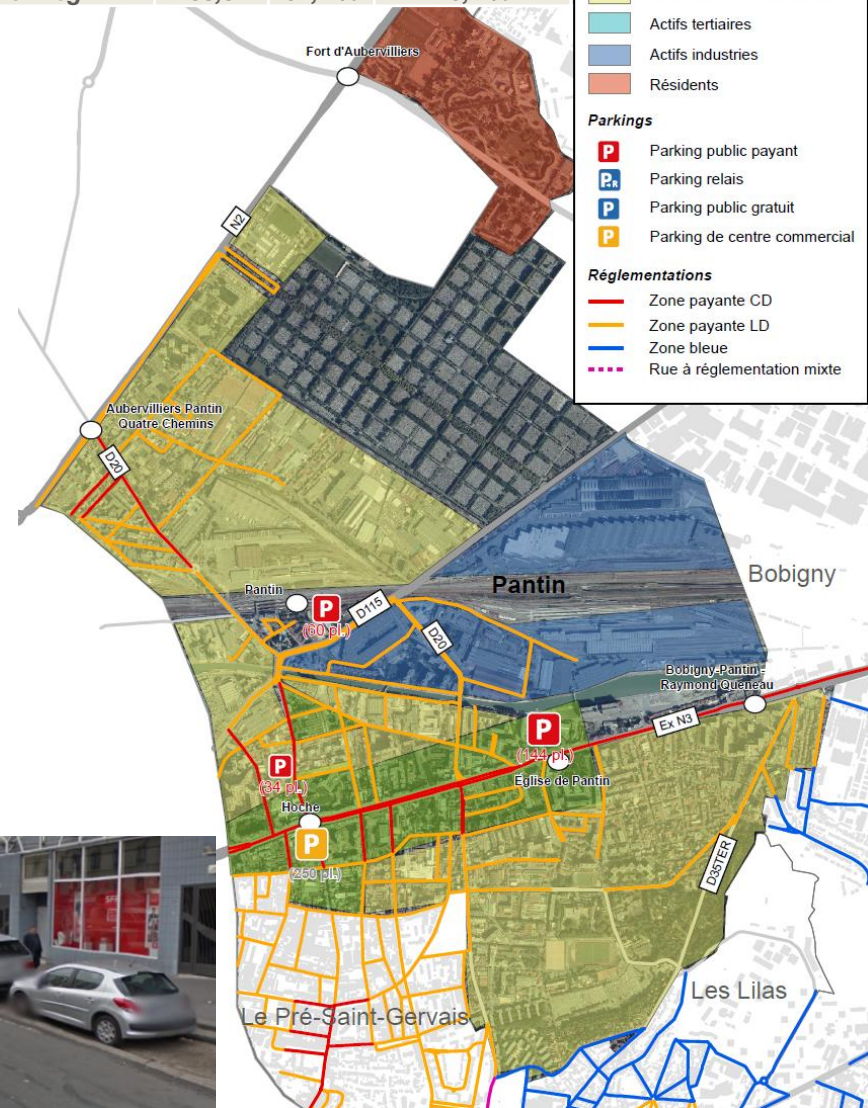 Actifs tertiaires
Actifs industries
Résidents
Parkings
P Parking public payant
P.R Parking relais
P Parking public gratuit
P Parking de centre commercial
Réglementations
Zone payante CD
Zone payante LD
Zone bleue
Rue à réglementation mixte
Fort d'Aubervilliers
N2
Aubervilliers Pantin
Quatre Chemins
D20
Pantin
P
(60 pl.)
D115
Pantin
Bobigny
D20
Bobigny-Pantin -
Raymond Queneau
P
(144 pl.)
Ex N3
Église de Pantin
P
(34 pl.)
Hoche
P
(250 pl.)
D35TER
Les Lilas
Le Pré-Saint-Gervais